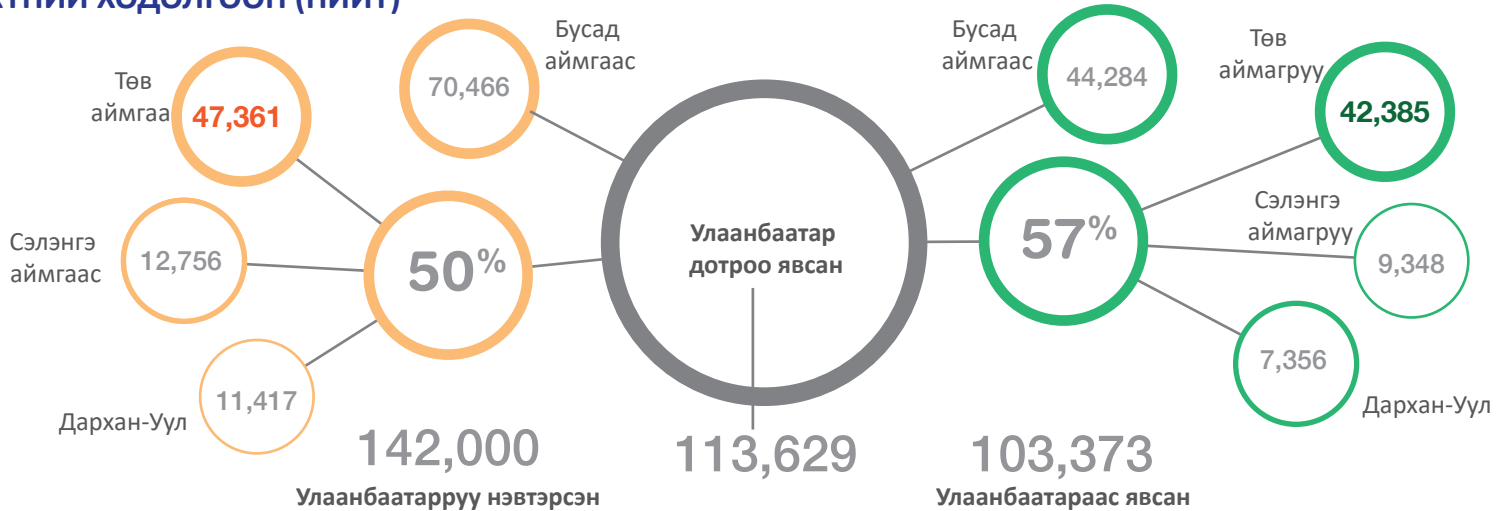 ХӨДӨЛГӨӨН (НИЙТ)
Төв
аймгаа
47,361
70,466
Бусад
аймгаас
Сэлэнгэ
аймгаас
12,756
50%
Дархан-Уул
11,417
142,000
Улаанбаатарруу нэвтэрсэн
Улаанбаатар
дотроо явсан
113,629
Бусад
аймгаас
44,284
Төв
аймагруу
42,385
57%
Сэлэнгэ
аймагруу
9,348
7,356
Дархан-Уул
103,373
Улаанбаатараас явсан